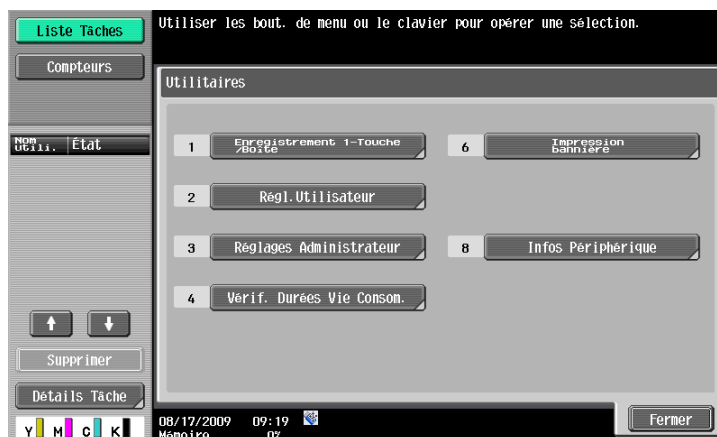 Liste Tâches
Utiliser les bout. de menu ou le clavier pour opérer une sélection.
Compteurs
Utilitaires
Nom
utili.
État
1
Enregistrement 1-Touche
/Boîte
6
Impression
bannière
2
Régl.Utilisateur
3
Réglages Administrateur
8
Infos Périphérique
4
Vérif. Durées Vie Consom.
Supprimer
Détails Tâche
Y M C K
08/17/2009 09:19
Mémoire 0%
Fermer